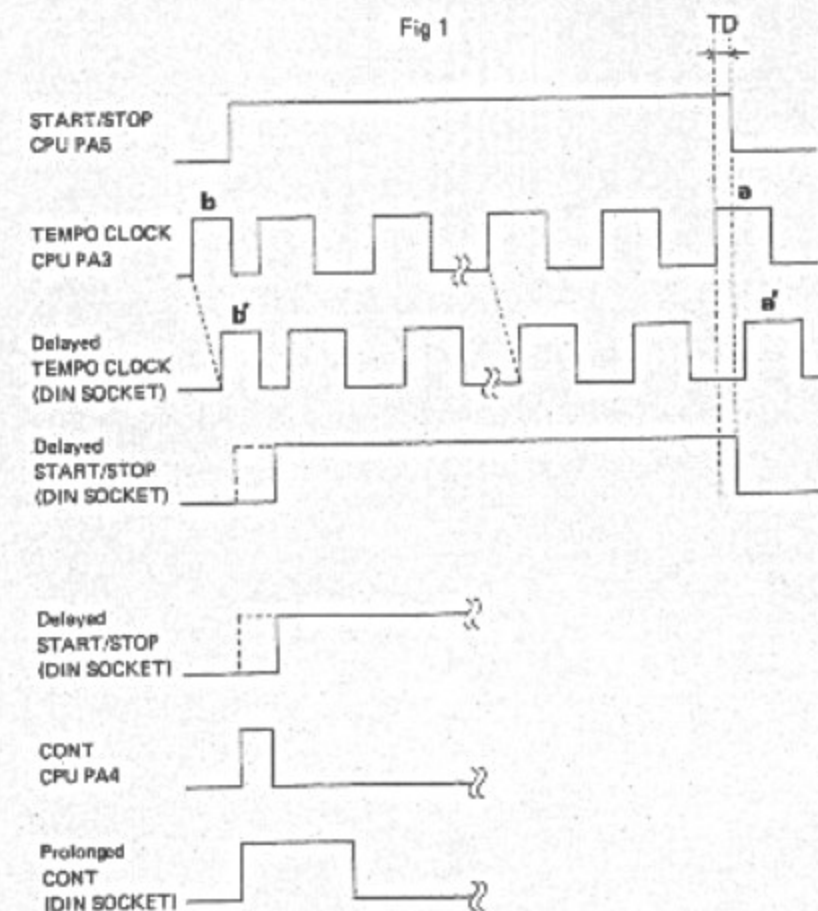 Fig 1
TD
START/STOP
CPU PA5
a
b
TEMPO CLOCK
CPU PA3
b'
a'
Delayed
TEMPO CLOCK
(DIN SOCKET)
Delayed
START/STOP
(DIN SOCKET)
Delayed
START/STOP
(DIN SOCKET)
CONT
CPU PA4
Prolonged
CONT
(DIN SOCKET)